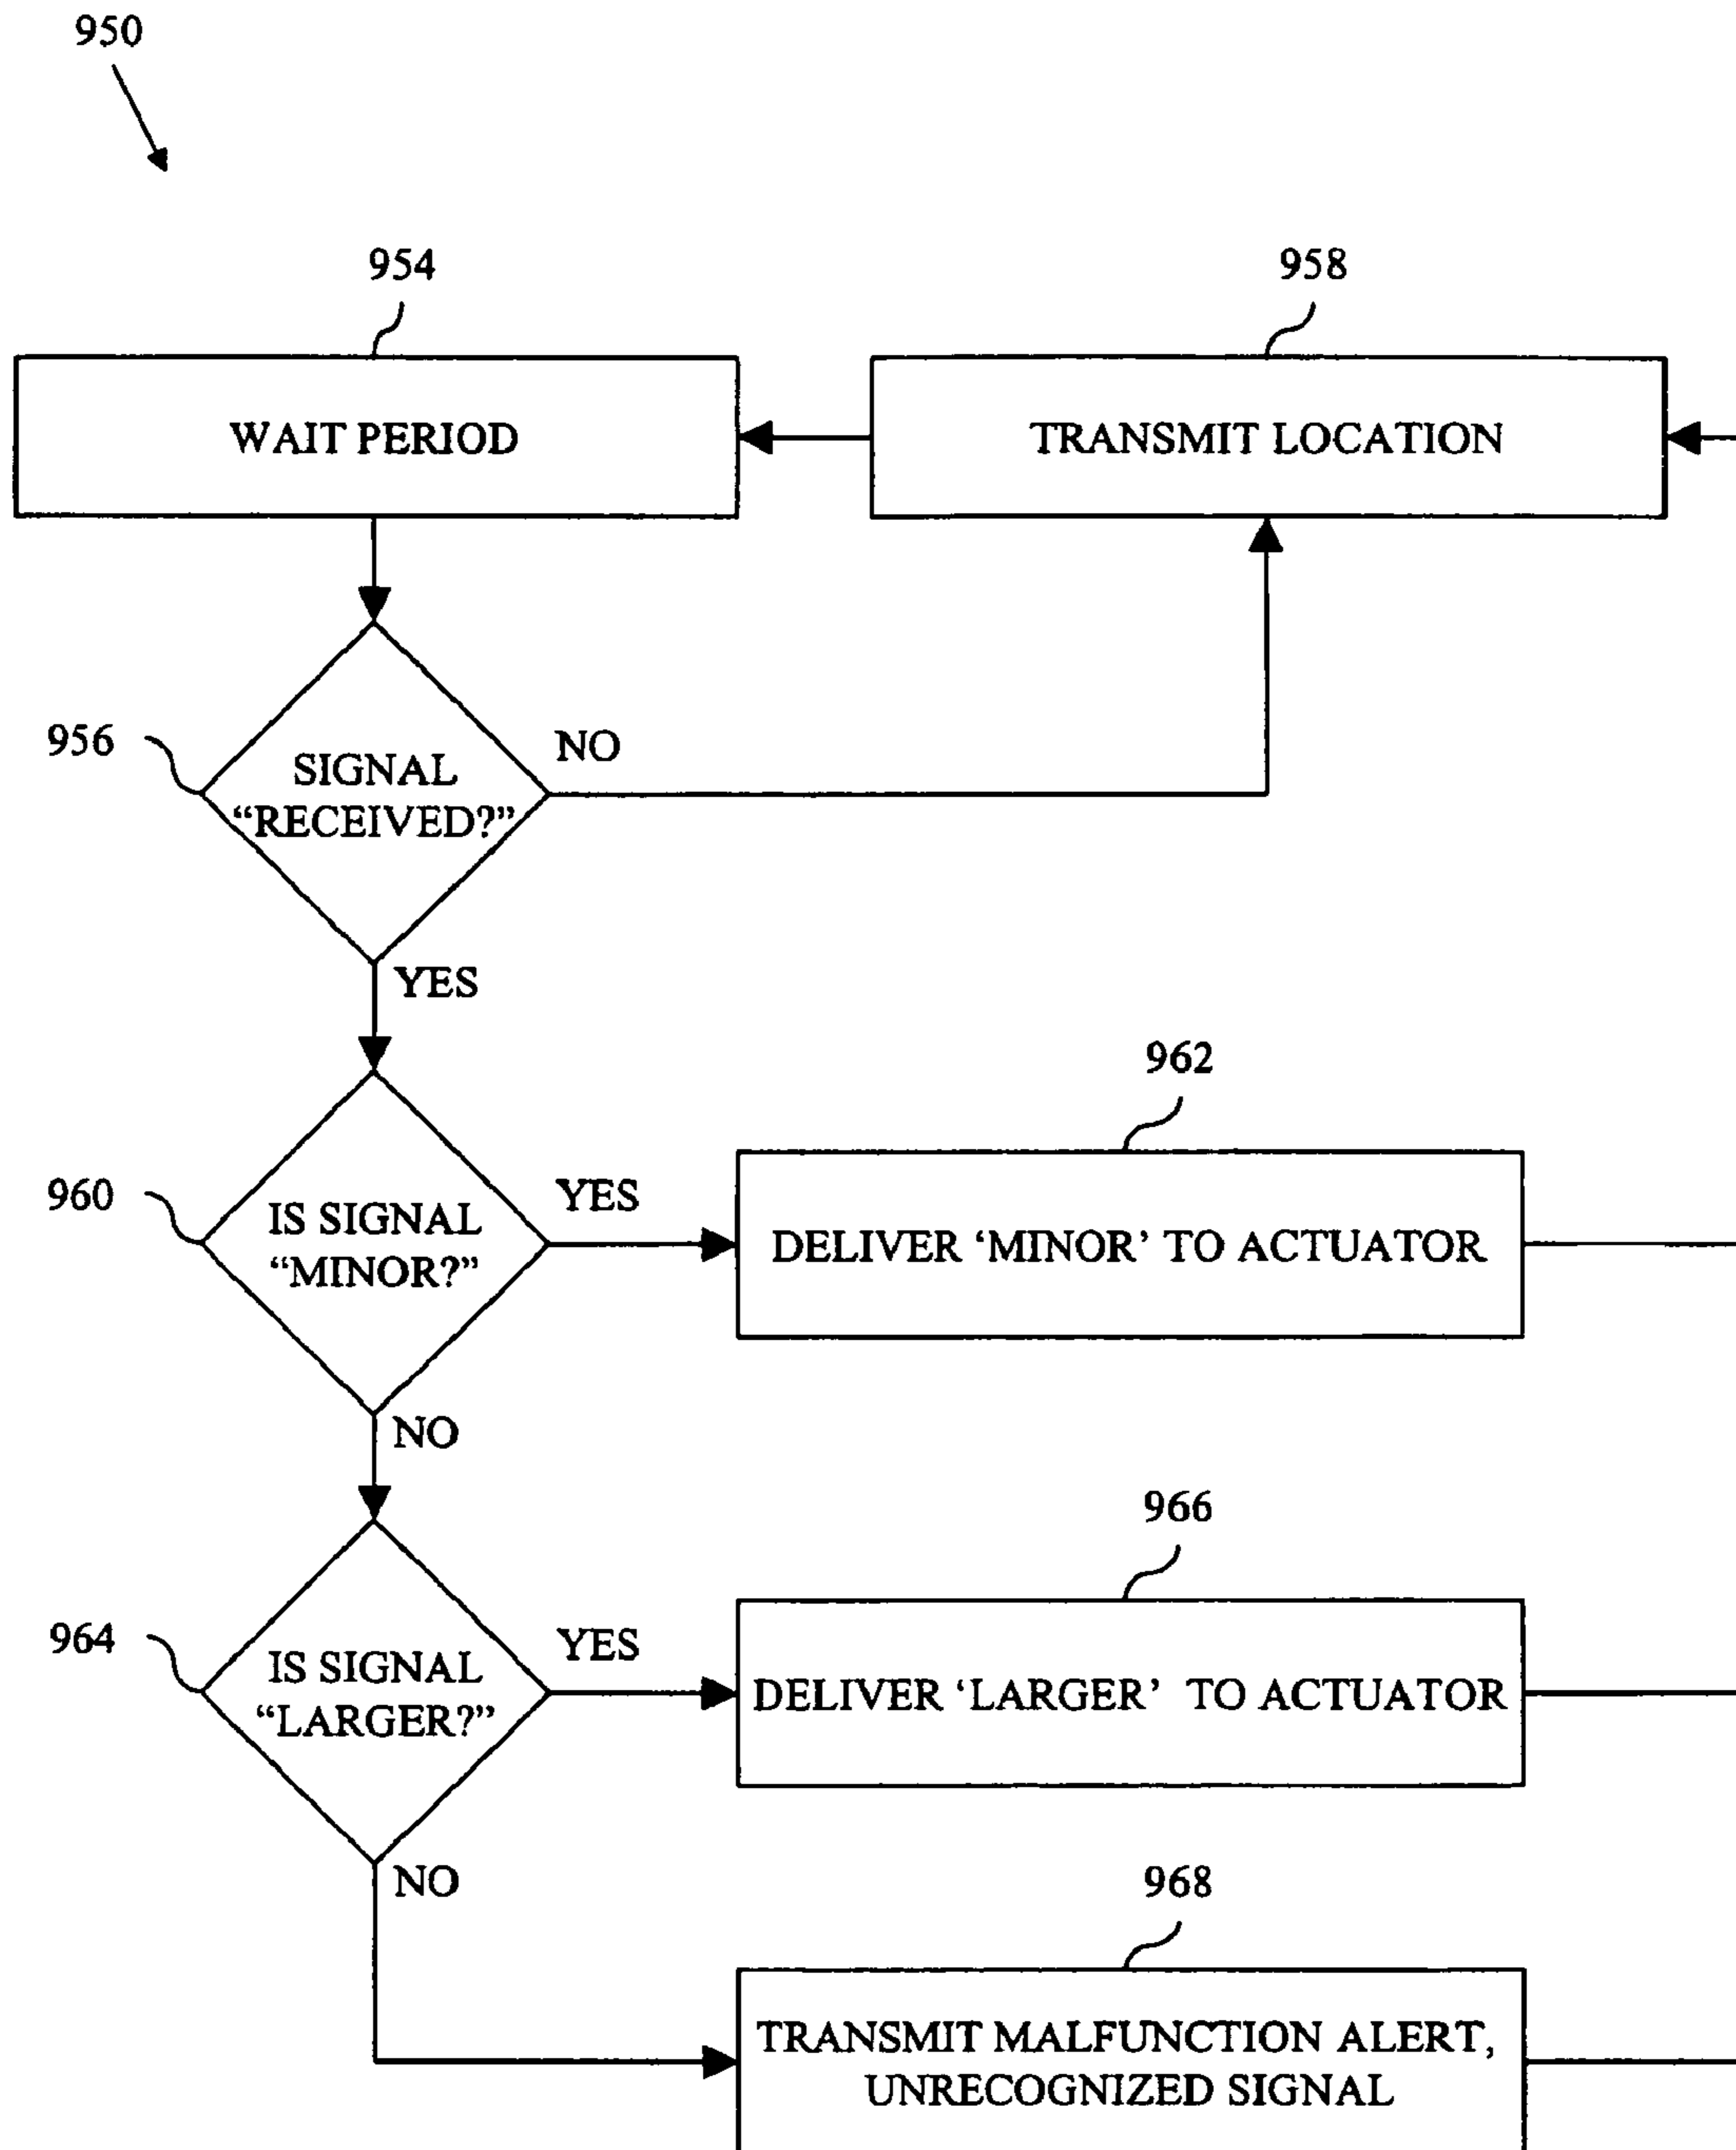 950
954
958
WAIT PERIOD
TRANSMIT LOCATION
956
SIGNAL
“RECEIVED?”
NO
YES
962
960
IS SIGNAL
“MINOR?”
YES
DELIVER ‘MINOR’ TO ACTUATOR
NO
966
964
IS SIGNAL
“LARGER?”
YES
DELIVER ‘LARGER’ TO ACTUATOR
NO
968
TRANSMIT MALFUNCTION ALERT,
UNRECOGNIZED SIGNAL